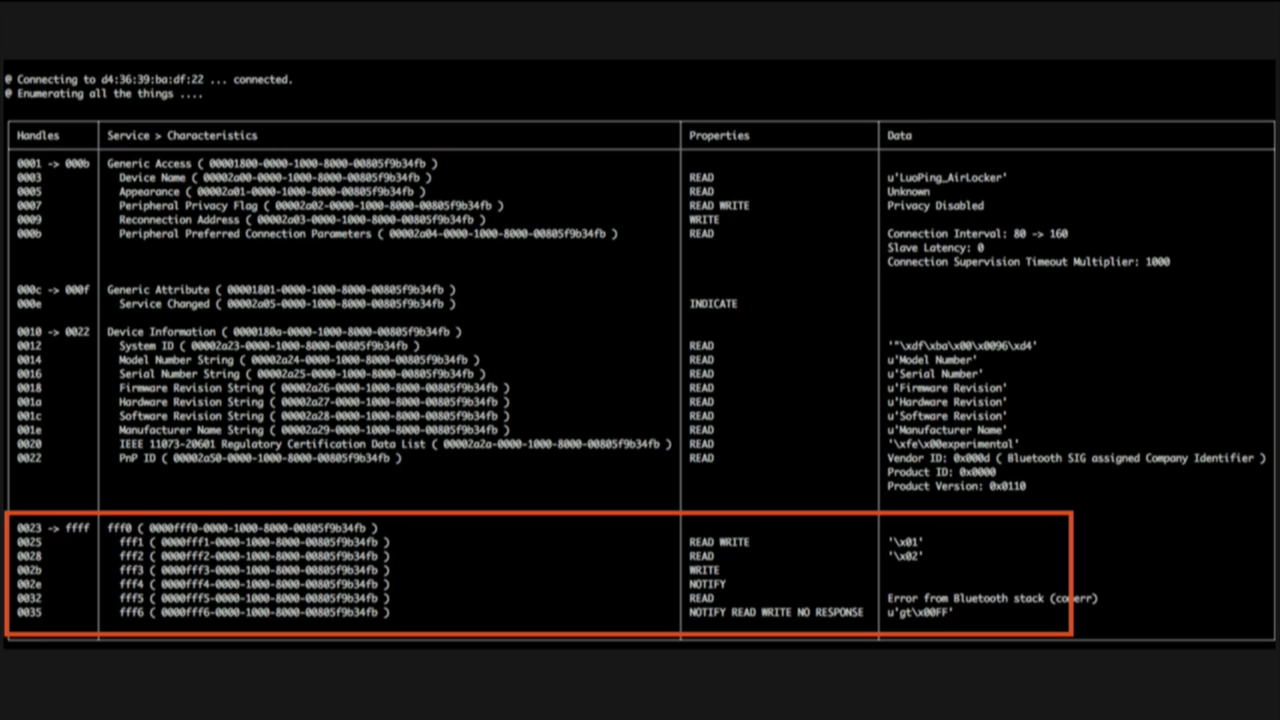 @ Connecting to d4:36:39:ba:df:22 ... connected.
@ Enumerating all the things ....
Handles Service > Characteristics Properties Data
0001 -> 000b Generic Access ( 00001800-0000-1000-8000-00805f9b34fb )
0003 Device Name ( 00002a00-0000-1000-8000-00805f9b34fb ) READ u'LuoPing_AirLocker'
0005 Appearance ( 00002a01-0000-1000-8000-00805f9b34fb ) READ Unknown
0007 Peripheral Privacy Flag ( 00002a02-0000-1000-8000-00805f9b34fb ) READ WRITE Privacy Disabled
0009 Reconnection Address ( 00002a03-0000-1000-8000-00805f9b34fb ) WRITE
000b Peripheral Preferred Connection Parameters ( 00002a04-0000-1000-8000-00805f9b34fb ) READ Connection Interval: 80 -> 160
Slave Latency: 0
Connection Supervision Timeout Multiplier: 1000
000c -> 000f Generic Attribute ( 00001801-0000-1000-8000-00805f9b34fb )
000e Service Changed ( 00002a05-0000-1000-8000-00805f9b34fb ) INDICATE
0010 -> 0022 Device Information ( 0000180a-0000-1000-8000-00805f9b34fb )
0012 System ID ( 00002a23-0000-1000-8000-00805f9b34fb ) READ '"\xdf\xba\x00\x0096\xd4'
0014 Model Number String ( 00002a24-0000-1000-8000-00805f9b34fb ) READ u'Model Number'
0016 Serial Number String ( 00002a25-0000-1000-8000-00805f9b34fb ) READ u'Serial Number'
0018 Firmware Revision String ( 00002a26-0000-1000-8000-00805f9b34fb ) READ u'Firmware Revision'
001a Hardware Revision String ( 00002a27-0000-1000-8000-00805f9b34fb ) READ u'Hardware Revision'
001c Software Revision String ( 00002a28-0000-1000-8000-00805f9b34fb ) READ u'Software Revision'
001e Manufacturer Name String ( 00002a29-0000-1000-8000-00805f9b34fb ) READ u'Manufacturer Name'
0020 IEEE 11073-20601 Regulatory Certification Data List ( 00002a2a-0000-1000-8000-00805f9b34fb ) READ '\xfe\x00experimental'
0022 PnP ID ( 00002a50-0000-1000-8000-00805f9b34fb ) READ Vendor ID: 0x000d ( Bluetooth SIG assigned Company Identifier )
Product ID: 0x0000
Product Version: 0x0110
0023 -> ffff fff0 ( 0000fff0-0000-1000-8000-00805f9b34fb )
0025 fff1 ( 0000fff1-0000-1000-8000-00805f9b34fb ) READ WRITE '\x01'
0028 fff2 ( 0000fff2-0000-1000-8000-00805f9b34fb ) READ '\x02'
002b fff3 ( 0000fff3-0000-1000-8000-00805f9b34fb ) WRITE
002e fff4 ( 0000fff4-0000-1000-8000-00805f9b34fb ) NOTIFY
0032 fff5 ( 0000fff5-0000-1000-8000-00805f9b34fb ) READ Error from Bluetooth stack (comerr)
0035 fff6 ( 0000fff6-0000-1000-8000-00805f9b34fb ) NOTIFY READ WRITE NO RESPONSE u'gt\x00FF'